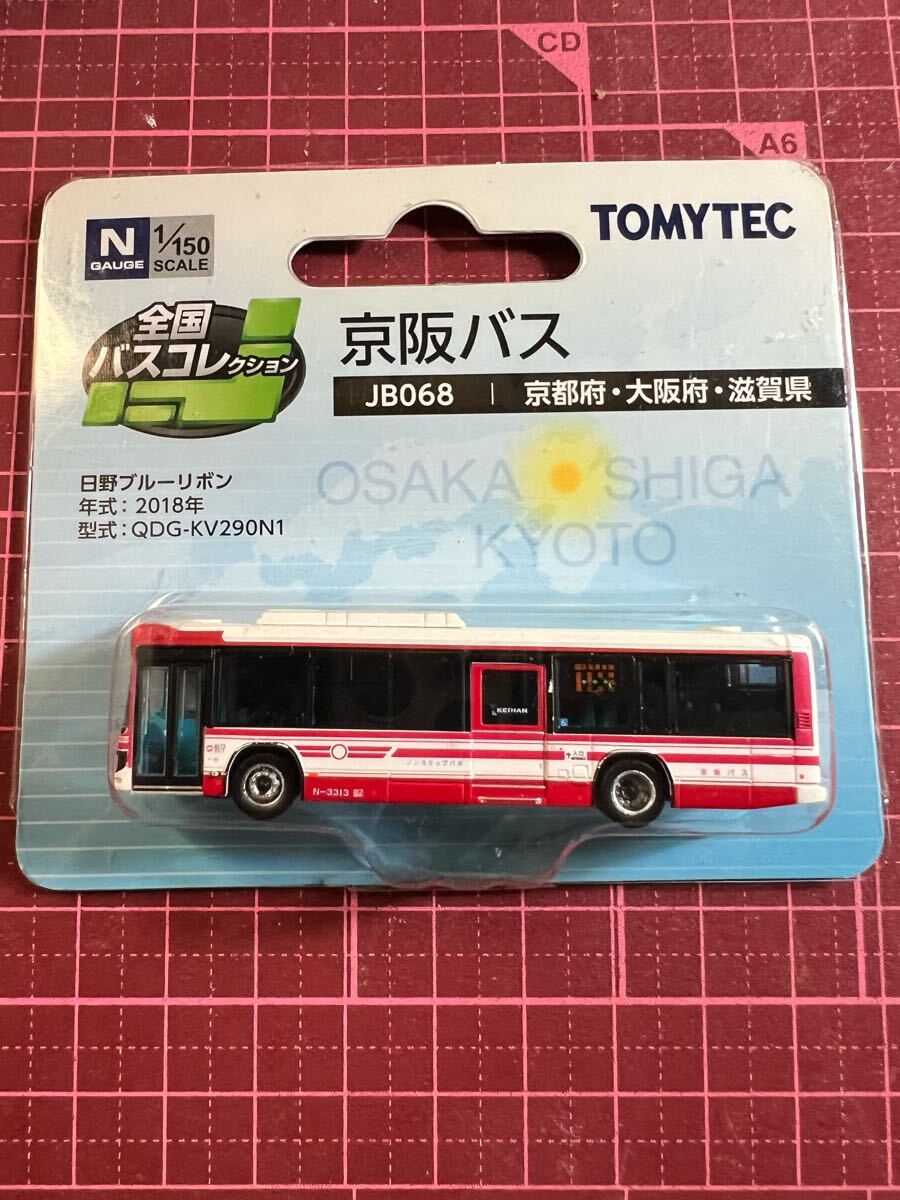 CD
A6
N
GAUGE
1/150
SCALE
TOMYTEC
全国
バスコレクション
京阪バス
JB068 | 京都府・大阪府・滋賀県
日野ブルーリボン
年式：2018年
型式：QDG-KV290N1
OSAKA SHIGA
KYOTO
KEIHAN
入口
ノンステップバス
京阪バス
N-3313